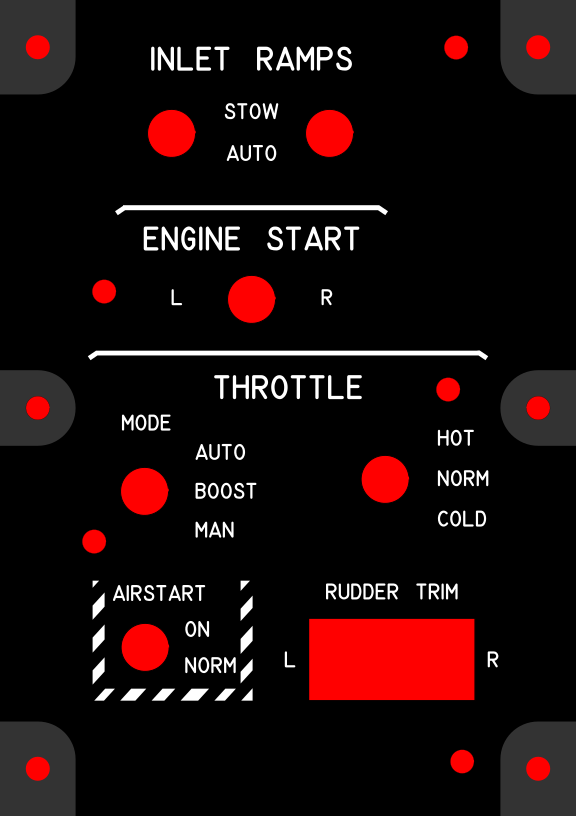 INLET RAMPS
STOW
AUTO
ENGINE START
L R
THROTTLE
MODE
AUTO
BOOST
MAN
HOT
NORM
COLD
AIRSTART
ON
NORM
RUDDER TRIM
L R